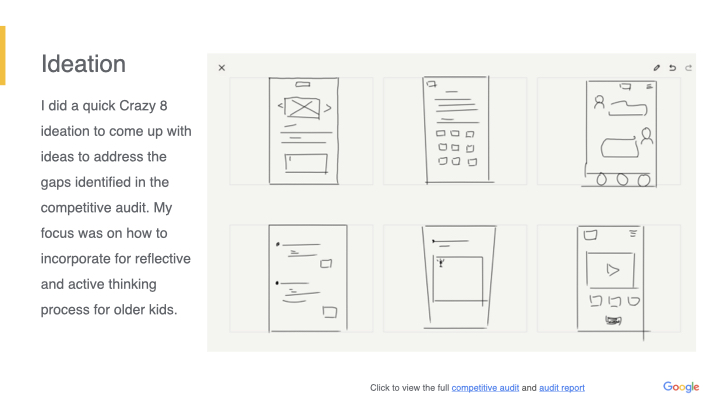 Ideation
I did a quick Crazy 8
ideation to come up with
ideas to address the
gaps identified in the
competitive audit. My
focus was on how to
incorporate for reflective
and active thinking
process for older kids.
Click to view the full competitive audit and audit report
Google